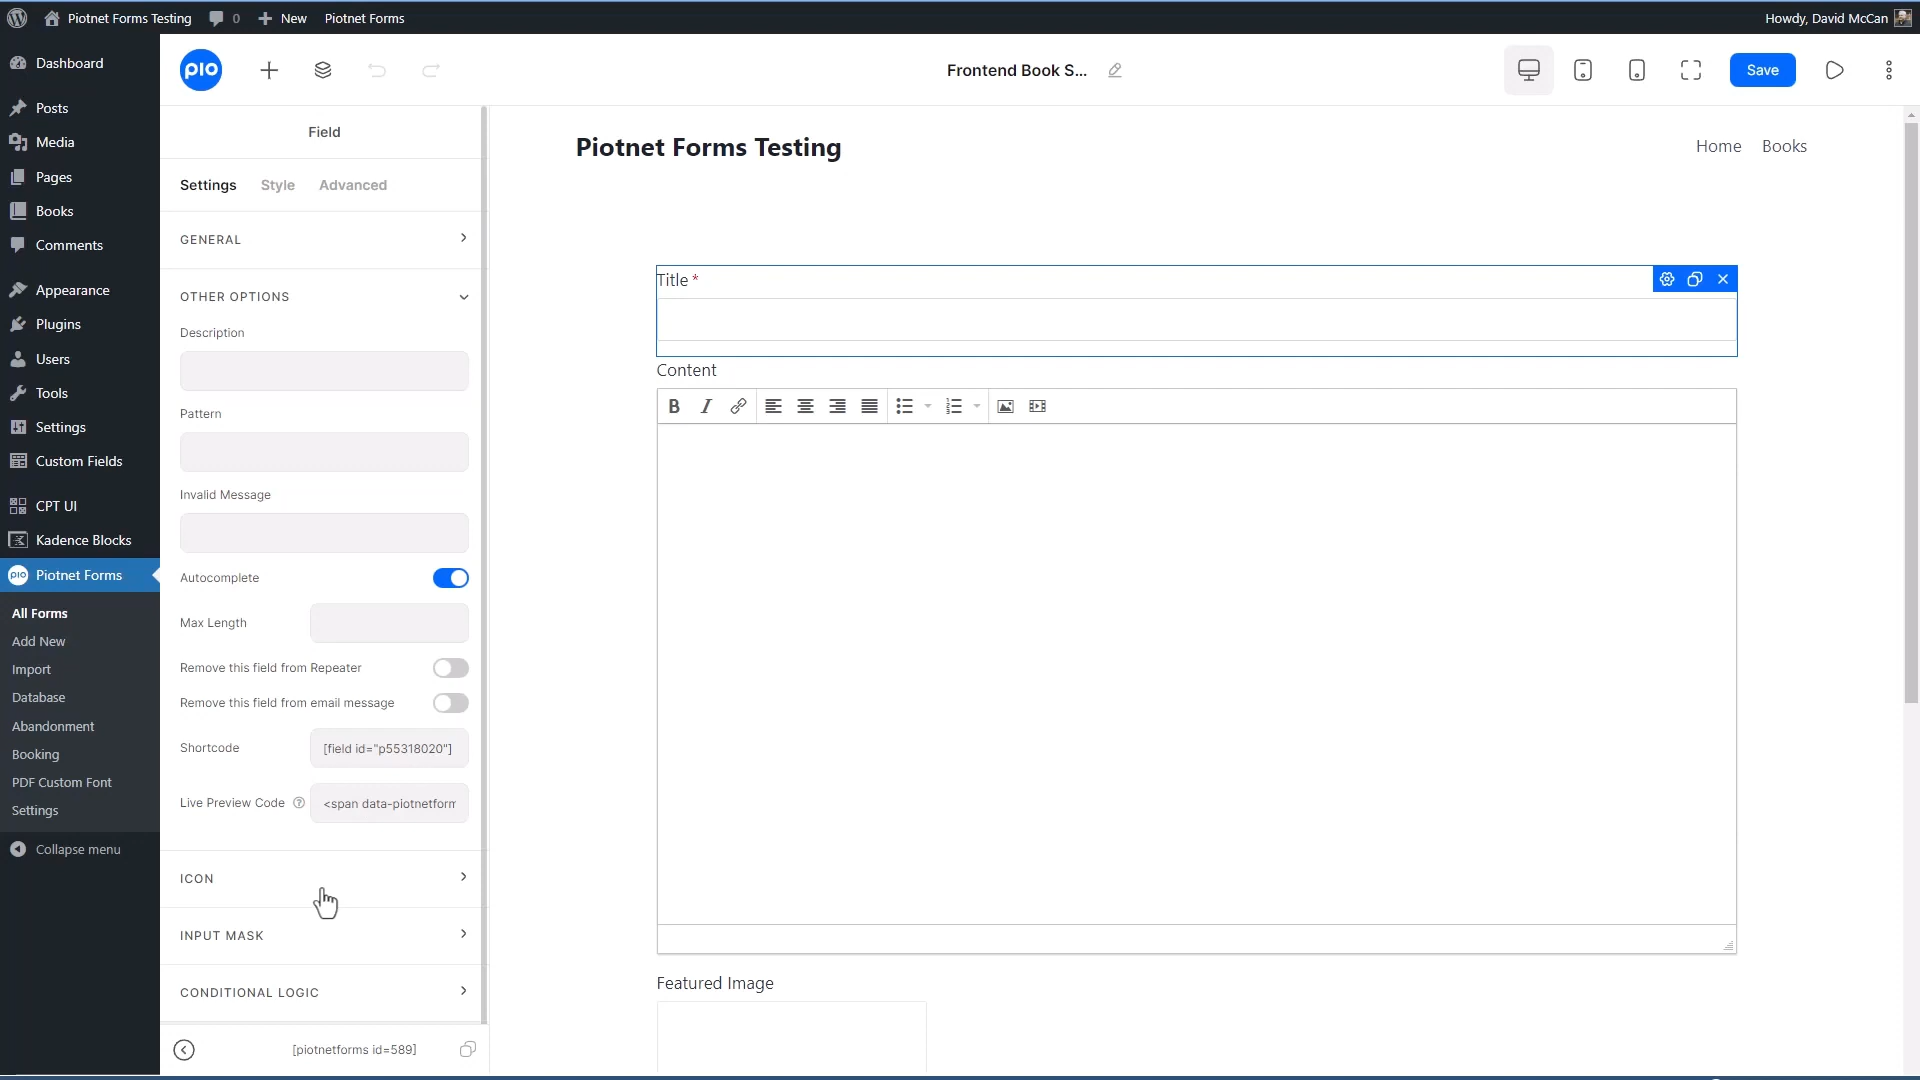 Piotnet Forms Testing
0
New
Piotnet Forms
Howdy, David McCan
Dashboard
Posts
Media
Pages
Books
Comments
Appearance
Plugins
Users
Tools
Settings
Custom Fields
CPT UI
Kadence Blocks
pio
Piotnet Forms
All Forms
Add New
Import
Database
Abandonment
Booking
PDF Custom Font
Settings
Collapse menu
pio
Frontend Book S...
Save
Field
Settings
Style
Advanced
GENERAL
OTHER OPTIONS
Description
Pattern
Invalid Message
Autocomplete
Max Length
Remove this field from Repeater
Remove this field from email message
Shortcode
[field id="p55318020"]
Live Preview Code ?
<span data-piotnetform
ICON
INPUT MASK
CONDITIONAL LOGIC
[piotnetforms id=589]
Piotnet Forms Testing
Home
Books
Title *
Content
B I
Featured Image